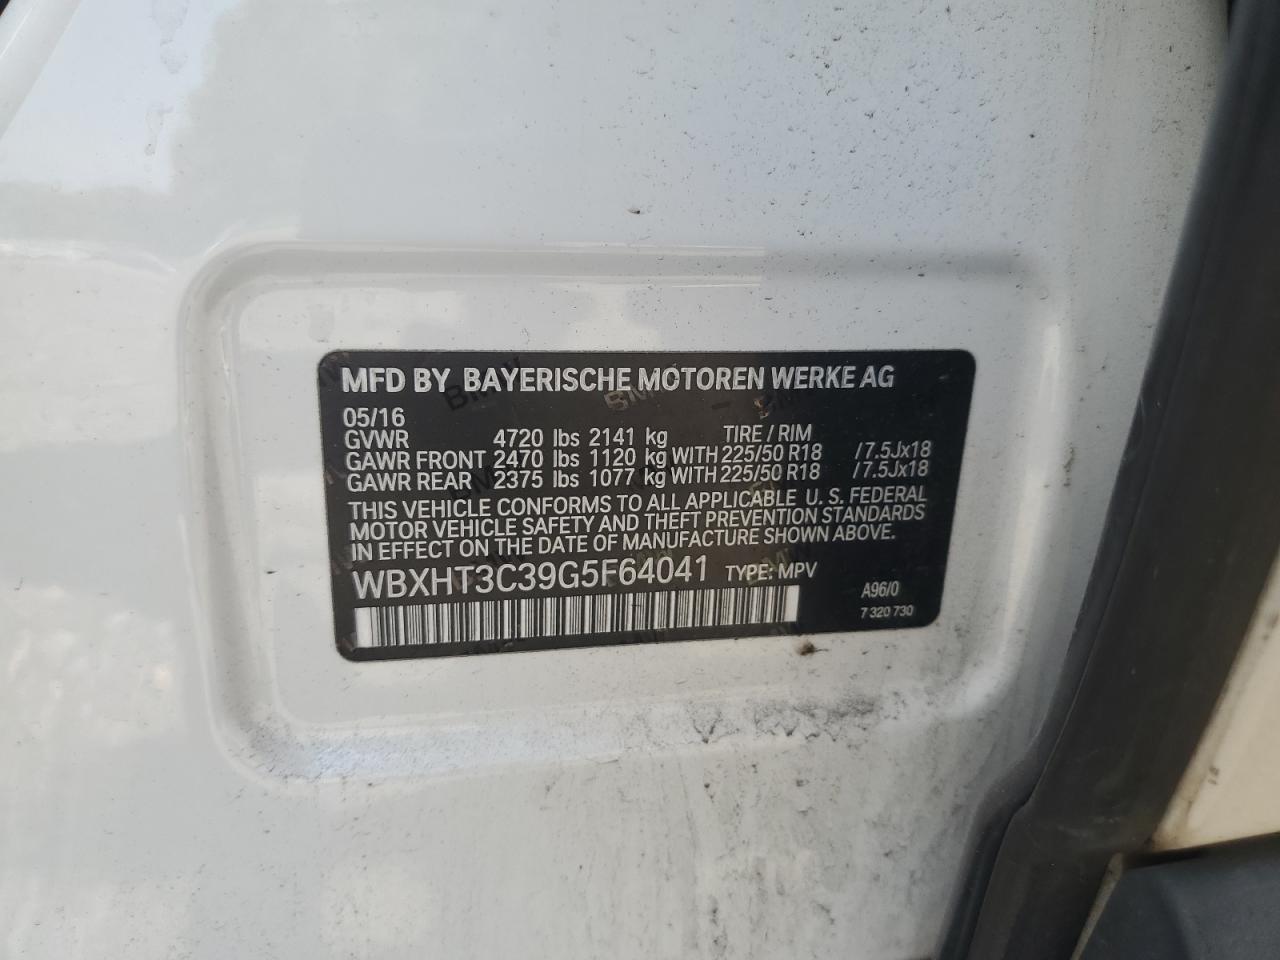 MFD BY BAYERISCHE MOTOREN WERKE AG
05/16
GVWR 4720 lbs 2141 kg TIRE / RIM
GAWR FRONT 2470 lbs 1120 kg WITH 225/50 R18 /7.5Jx18
GAWR REAR 2375 lbs 1077 kg WITH 225/50 R18 /7.5Jx18
THIS VEHICLE CONFORMS TO ALL APPLICABLE U. S. FEDERAL
MOTOR VEHICLE SAFETY AND THEFT PREVENTION STANDARDS
IN EFFECT ON THE DATE OF MANUFACTURE SHOWN ABOVE.
WBXHT3C39G5F64041 TYPE: MPV
A96/0
7 320 730